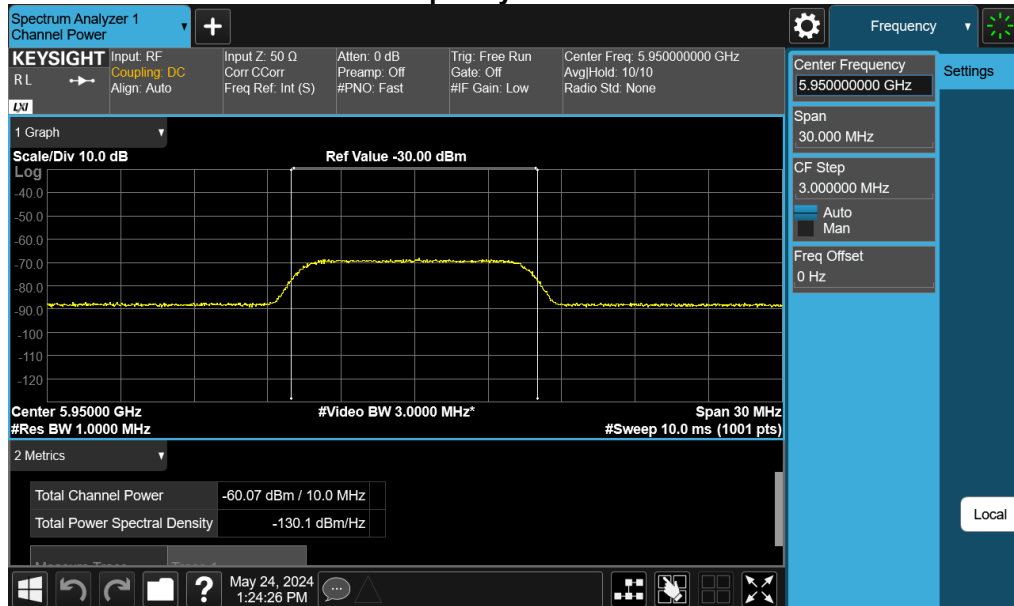 Spectrum Analyzer 1
Channel Power
Frequency
KEYSIGHT
R L
LXI
Input: RF
Coupling: DC
Align: Auto
Input Z: 50 Ω
Corr CCorr
Freq Ref: Int (S)
Atten: 0 dB
Preamp: Off
#PNO: Fast
Trig: Free Run
Gate: Off
#IF Gain: Low
Center Freq: 5.950000000 GHz
Avg|Hold: 10/10
Radio Std: None
Center Frequency
5.950000000 GHz
Settings
Span
30.000 MHz
CF Step
3.000000 MHz
Auto
Man
Freq Offset
0 Hz
1 Graph
Scale/Div 10.0 dB
Ref Value -30.00 dBm
Log
-40.0
-50.0
-60.0
-70.0
-80.0
-90.0
-100
-110
-120
Center 5.95000 GHz
#Video BW 3.0000 MHz*
Span 30 MHz
#Res BW 1.0000 MHz
#Sweep 10.0 ms (1001 pts)
2 Metrics
Total Channel Power -60.07 dBm / 10.0 MHz
Total Power Spectral Density -130.1 dBm/Hz
Local
?
May 24, 2024
1:24:26 PM